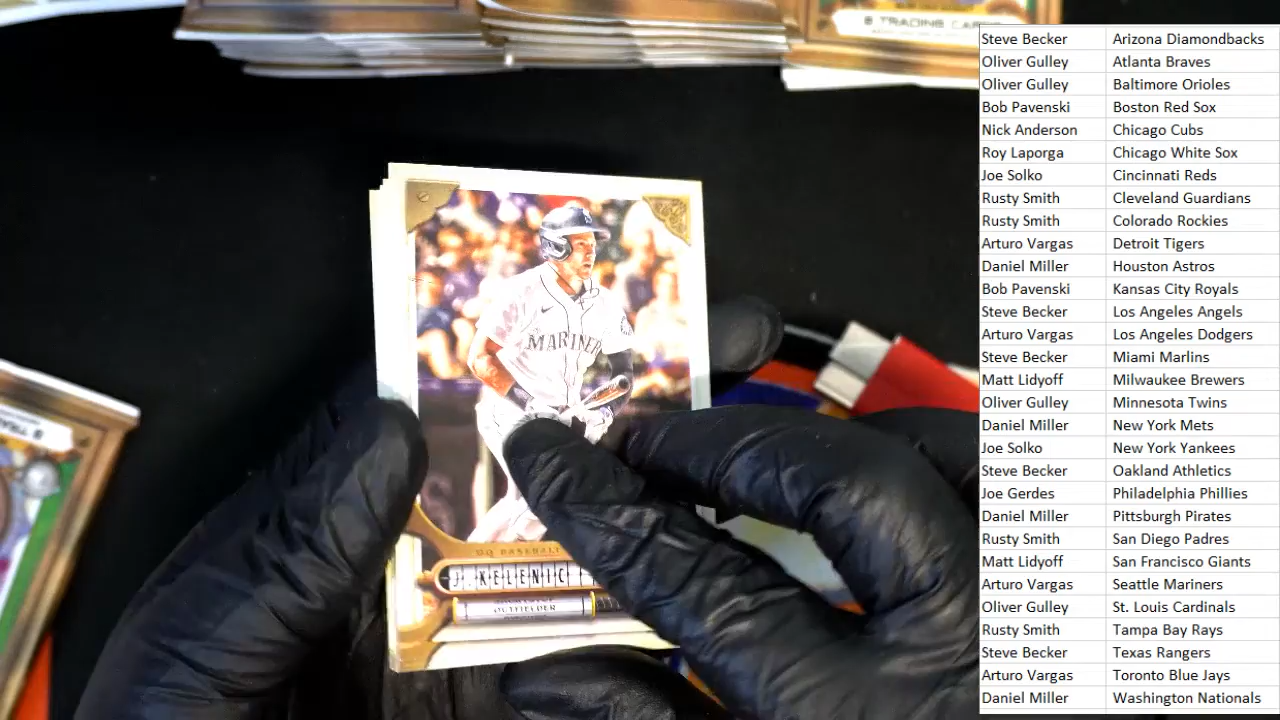 8 TRADING CARDS
MARINER
GQ BASEBALL
J. KELENIC
OUTFIELDER
Steve Becker Arizona Diamondbacks
Oliver Gulley Atlanta Braves
Oliver Gulley Baltimore Orioles
Bob Pavenski Boston Red Sox
Nick Anderson Chicago Cubs
Roy Laporga Chicago White Sox
Joe Solko Cincinnati Reds
Rusty Smith Cleveland Guardians
Rusty Smith Colorado Rockies
Arturo Vargas Detroit Tigers
Daniel Miller Houston Astros
Bob Pavenski Kansas City Royals
Steve Becker Los Angeles Angels
Arturo Vargas Los Angeles Dodgers
Steve Becker Miami Marlins
Matt Lidyoff Milwaukee Brewers
Oliver Gulley Minnesota Twins
Daniel Miller New York Mets
Joe Solko New York Yankees
Steve Becker Oakland Athletics
Joe Gerdes Philadelphia Phillies
Daniel Miller Pittsburgh Pirates
Rusty Smith San Diego Padres
Matt Lidyoff San Francisco Giants
Arturo Vargas Seattle Mariners
Oliver Gulley St. Louis Cardinals
Rusty Smith Tampa Bay Rays
Steve Becker Texas Rangers
Arturo Vargas Toronto Blue Jays
Daniel Miller Washington Nationals